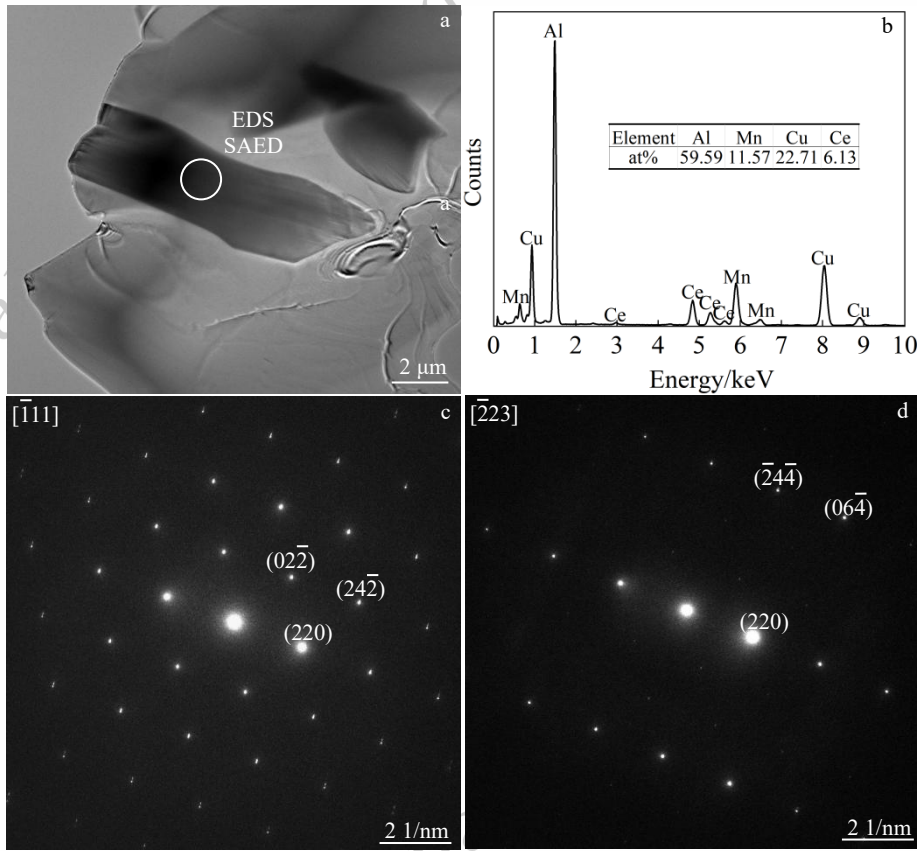 a
EDS
SAED
a
2 μm
b
Al
Element Al Mn Cu Ce
at% 59.59 11.57 22.71 6.13
Counts
Cu
Mn
Ce
Ce
Ce
Ce
Mn
Mn
Cu
Cu
0 1 2 3 4 5 6 7 8 9 10
Energy/keV
[1̅11]
c
(022̅)
(242̅)
(220)
2 1/nm
[2̅23]
d
(2̅44̅)
(064̅)
(220)
2 1/nm